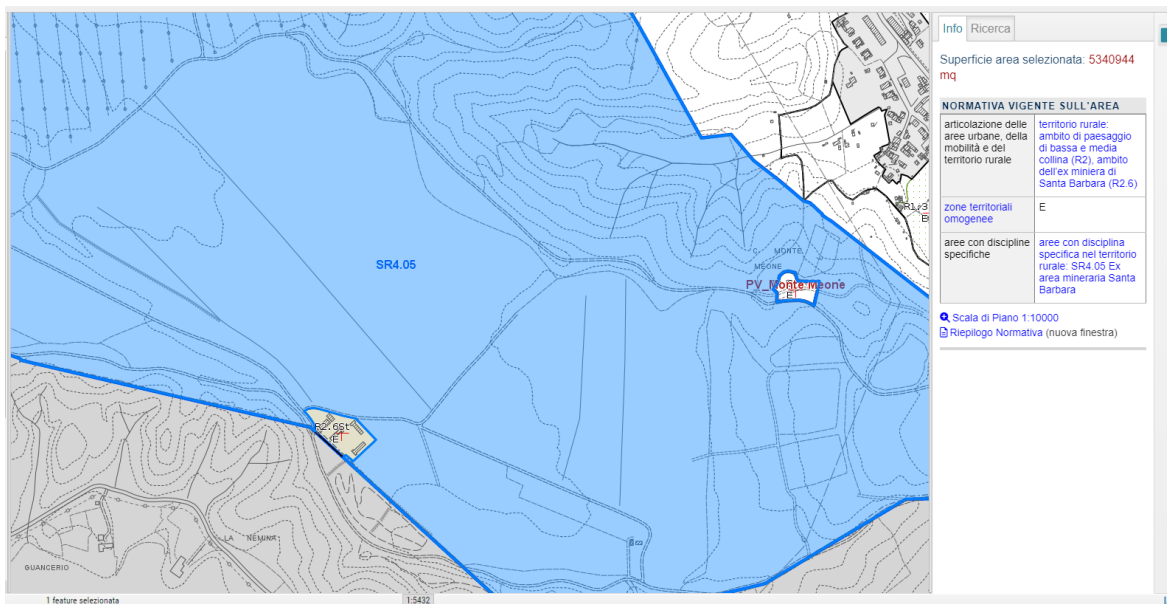 SR4.05
C. MONTE
MEONE
PV_Monte Meone
E
R1.3
R2.6St
E
LA NEMINA
GUANCERIO
Info Ricerca
Superficie area selezionata: 5340944
mq
NORMATIVA VIGENTE SULL'AREA
articolazione delle
aree urbane, della
mobilità e del
territorio rurale
territorio rurale:
ambito di paesaggio
di bassa e media
collina (R2), ambito
dell'ex miniera di
Santa Barbara (R2.6)
zone territoriali
omogenee
E
aree con discipline
specifiche
aree con disciplina
specifica nel territorio
rurale: SR4.05 Ex
area mineraria Santa
Barbara
Scala di Piano 1:10000
Riepilogo Normativa (nuova finestra)
1 feature selezionata
1:5432